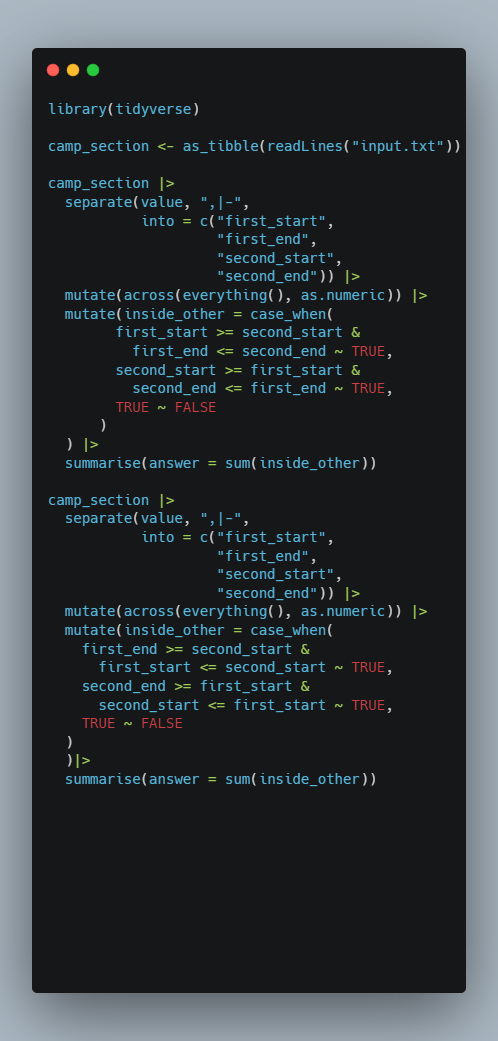 library(tidyverse)

camp_section <- as_tibble(readLines("input.txt"))

camp_section |>
  separate(value, ",|-",
           into = c("first_start",
                    "first_end",
                    "second_start",
                    "second_end")) |>
  mutate(across(everything(), as.numeric)) |>
  mutate(inside_other = case_when(
        first_start >= second_start &
          first_end <= second_end ~ TRUE,
        second_start >= first_start &
          second_end <= first_end ~ TRUE,
        TRUE ~ FALSE
      )
  ) |>
  summarise(answer = sum(inside_other))

camp_section |>
  separate(value, ",|-",
           into = c("first_start",
                    "first_end",
                    "second_start",
                    "second_end")) |>
  mutate(across(everything(), as.numeric)) |>
  mutate(inside_other = case_when(
    first_end >= second_start &
      first_start <= second_start ~ TRUE,
    second_end >= first_start &
      second_start <= first_start ~ TRUE,
    TRUE ~ FALSE
  )
  )|>
  summarise(answer = sum(inside_other))